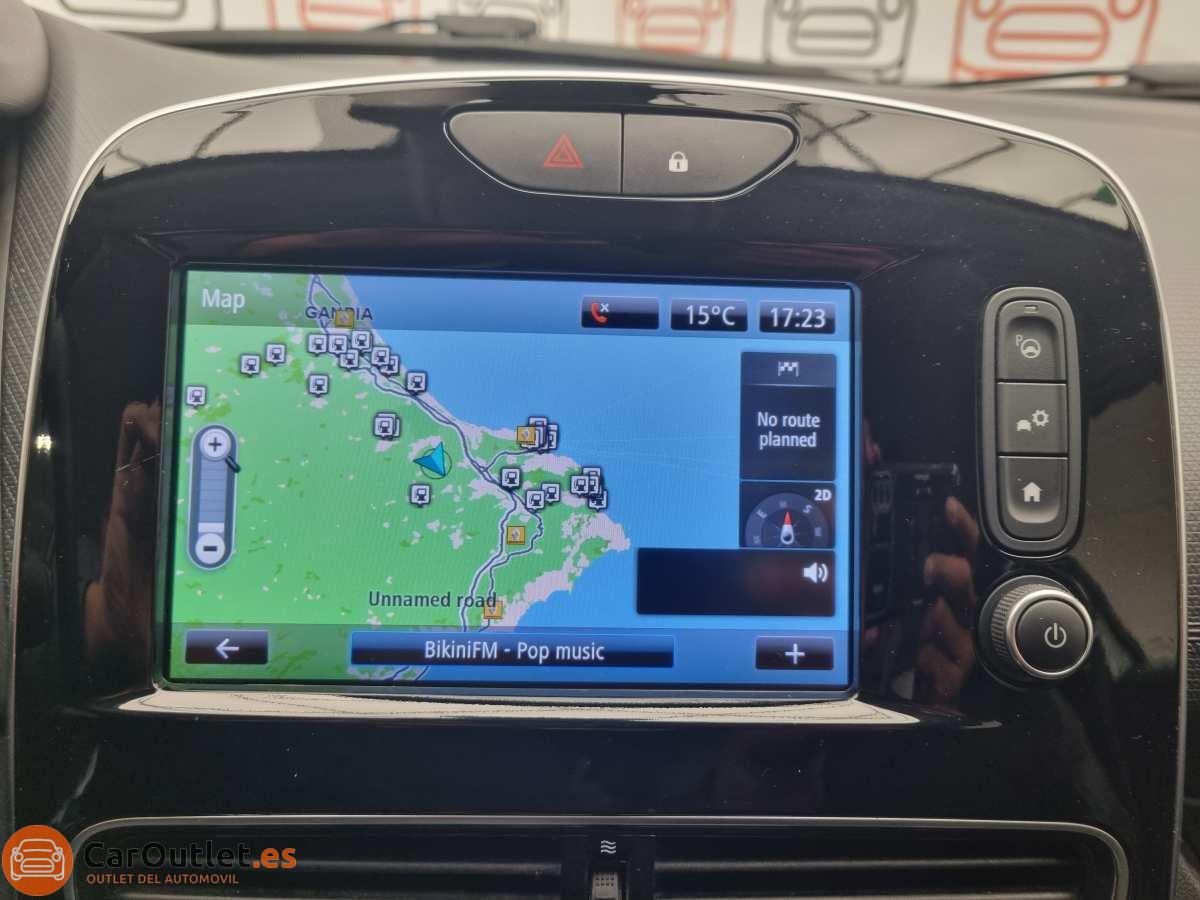 Map
GANDIA
15°C
17:23
No route
planned
2D
Unnamed road
BikiniFM - Pop music
P
CarOutlet.es
OUTLET DEL AUTOMOVIL